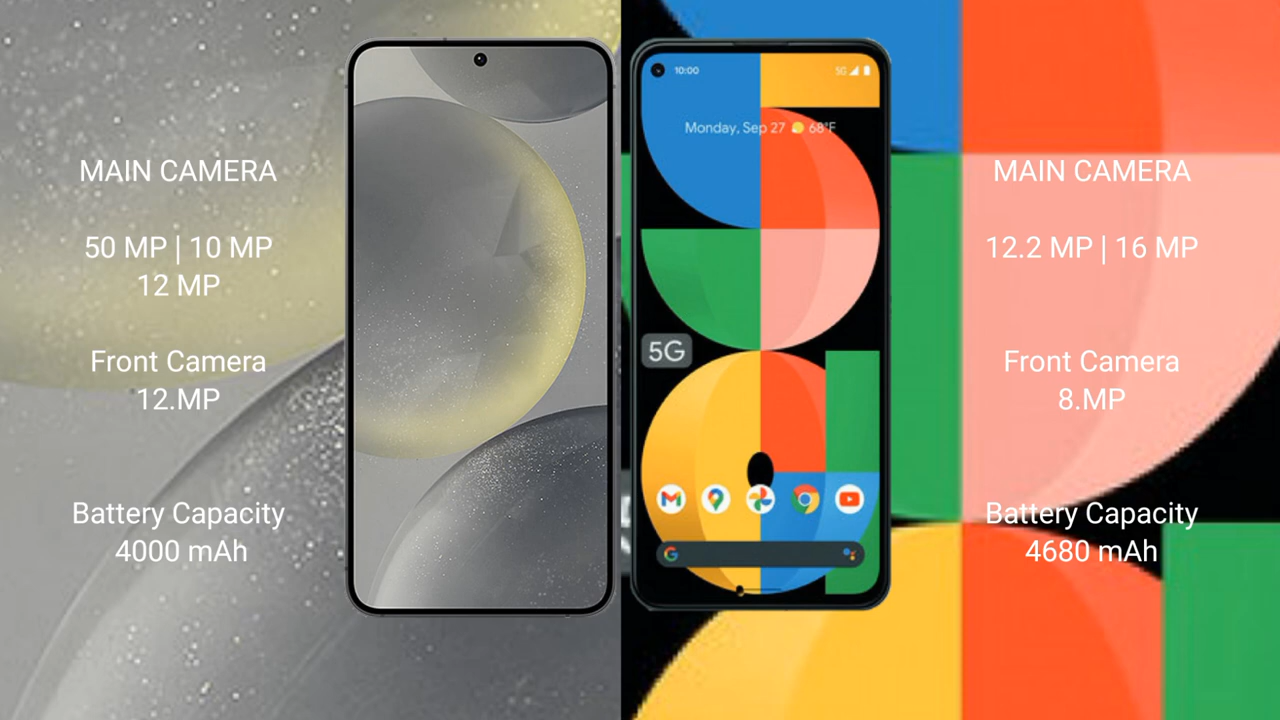 MAIN CAMERA
50 MP | 10 MP
12 MP
Front Camera
12.MP
Battery Capacity
4000 mAh
10:00
5G
Monday, Sep 27 68°F
5G
MAIN CAMERA
12.2 MP | 16 MP
Front Camera
8.MP
Battery Capacity
4680 mAh